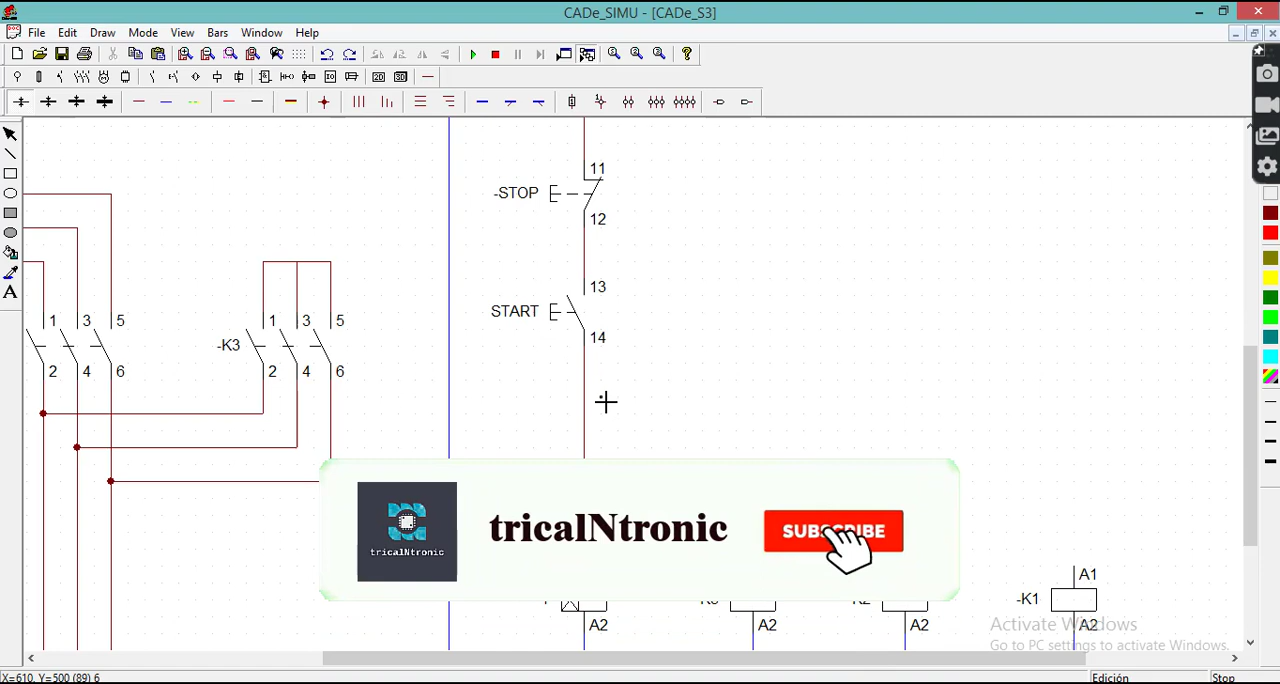 CADe_SIMU - [CADe_S3]
File Edit Draw Mode View Bars Window Help
A
11
-STOP
12
13
START
14
1 3 5
2 4 6
-K3
1 3 5
2 4 6
tricalNtronic
tricalNtronic
SUBSCRIBE
A2
A2
A2
A1
-K1
A2
Activate Windows
Go to PC settings to activate Windows.
X=610, Y=500 (89) 6
Edición
Stop